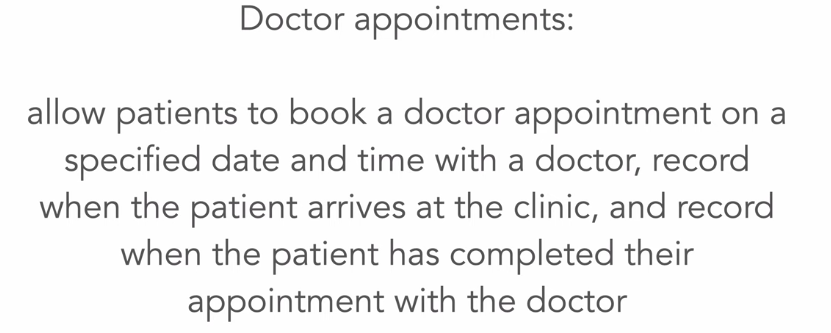 Doctor appointments:
allow patients to book a doctor appointment on a
specified date and time with a doctor, record
when the patient arrives at the clinic, and record
when the patient has completed their
appointment with the doctor